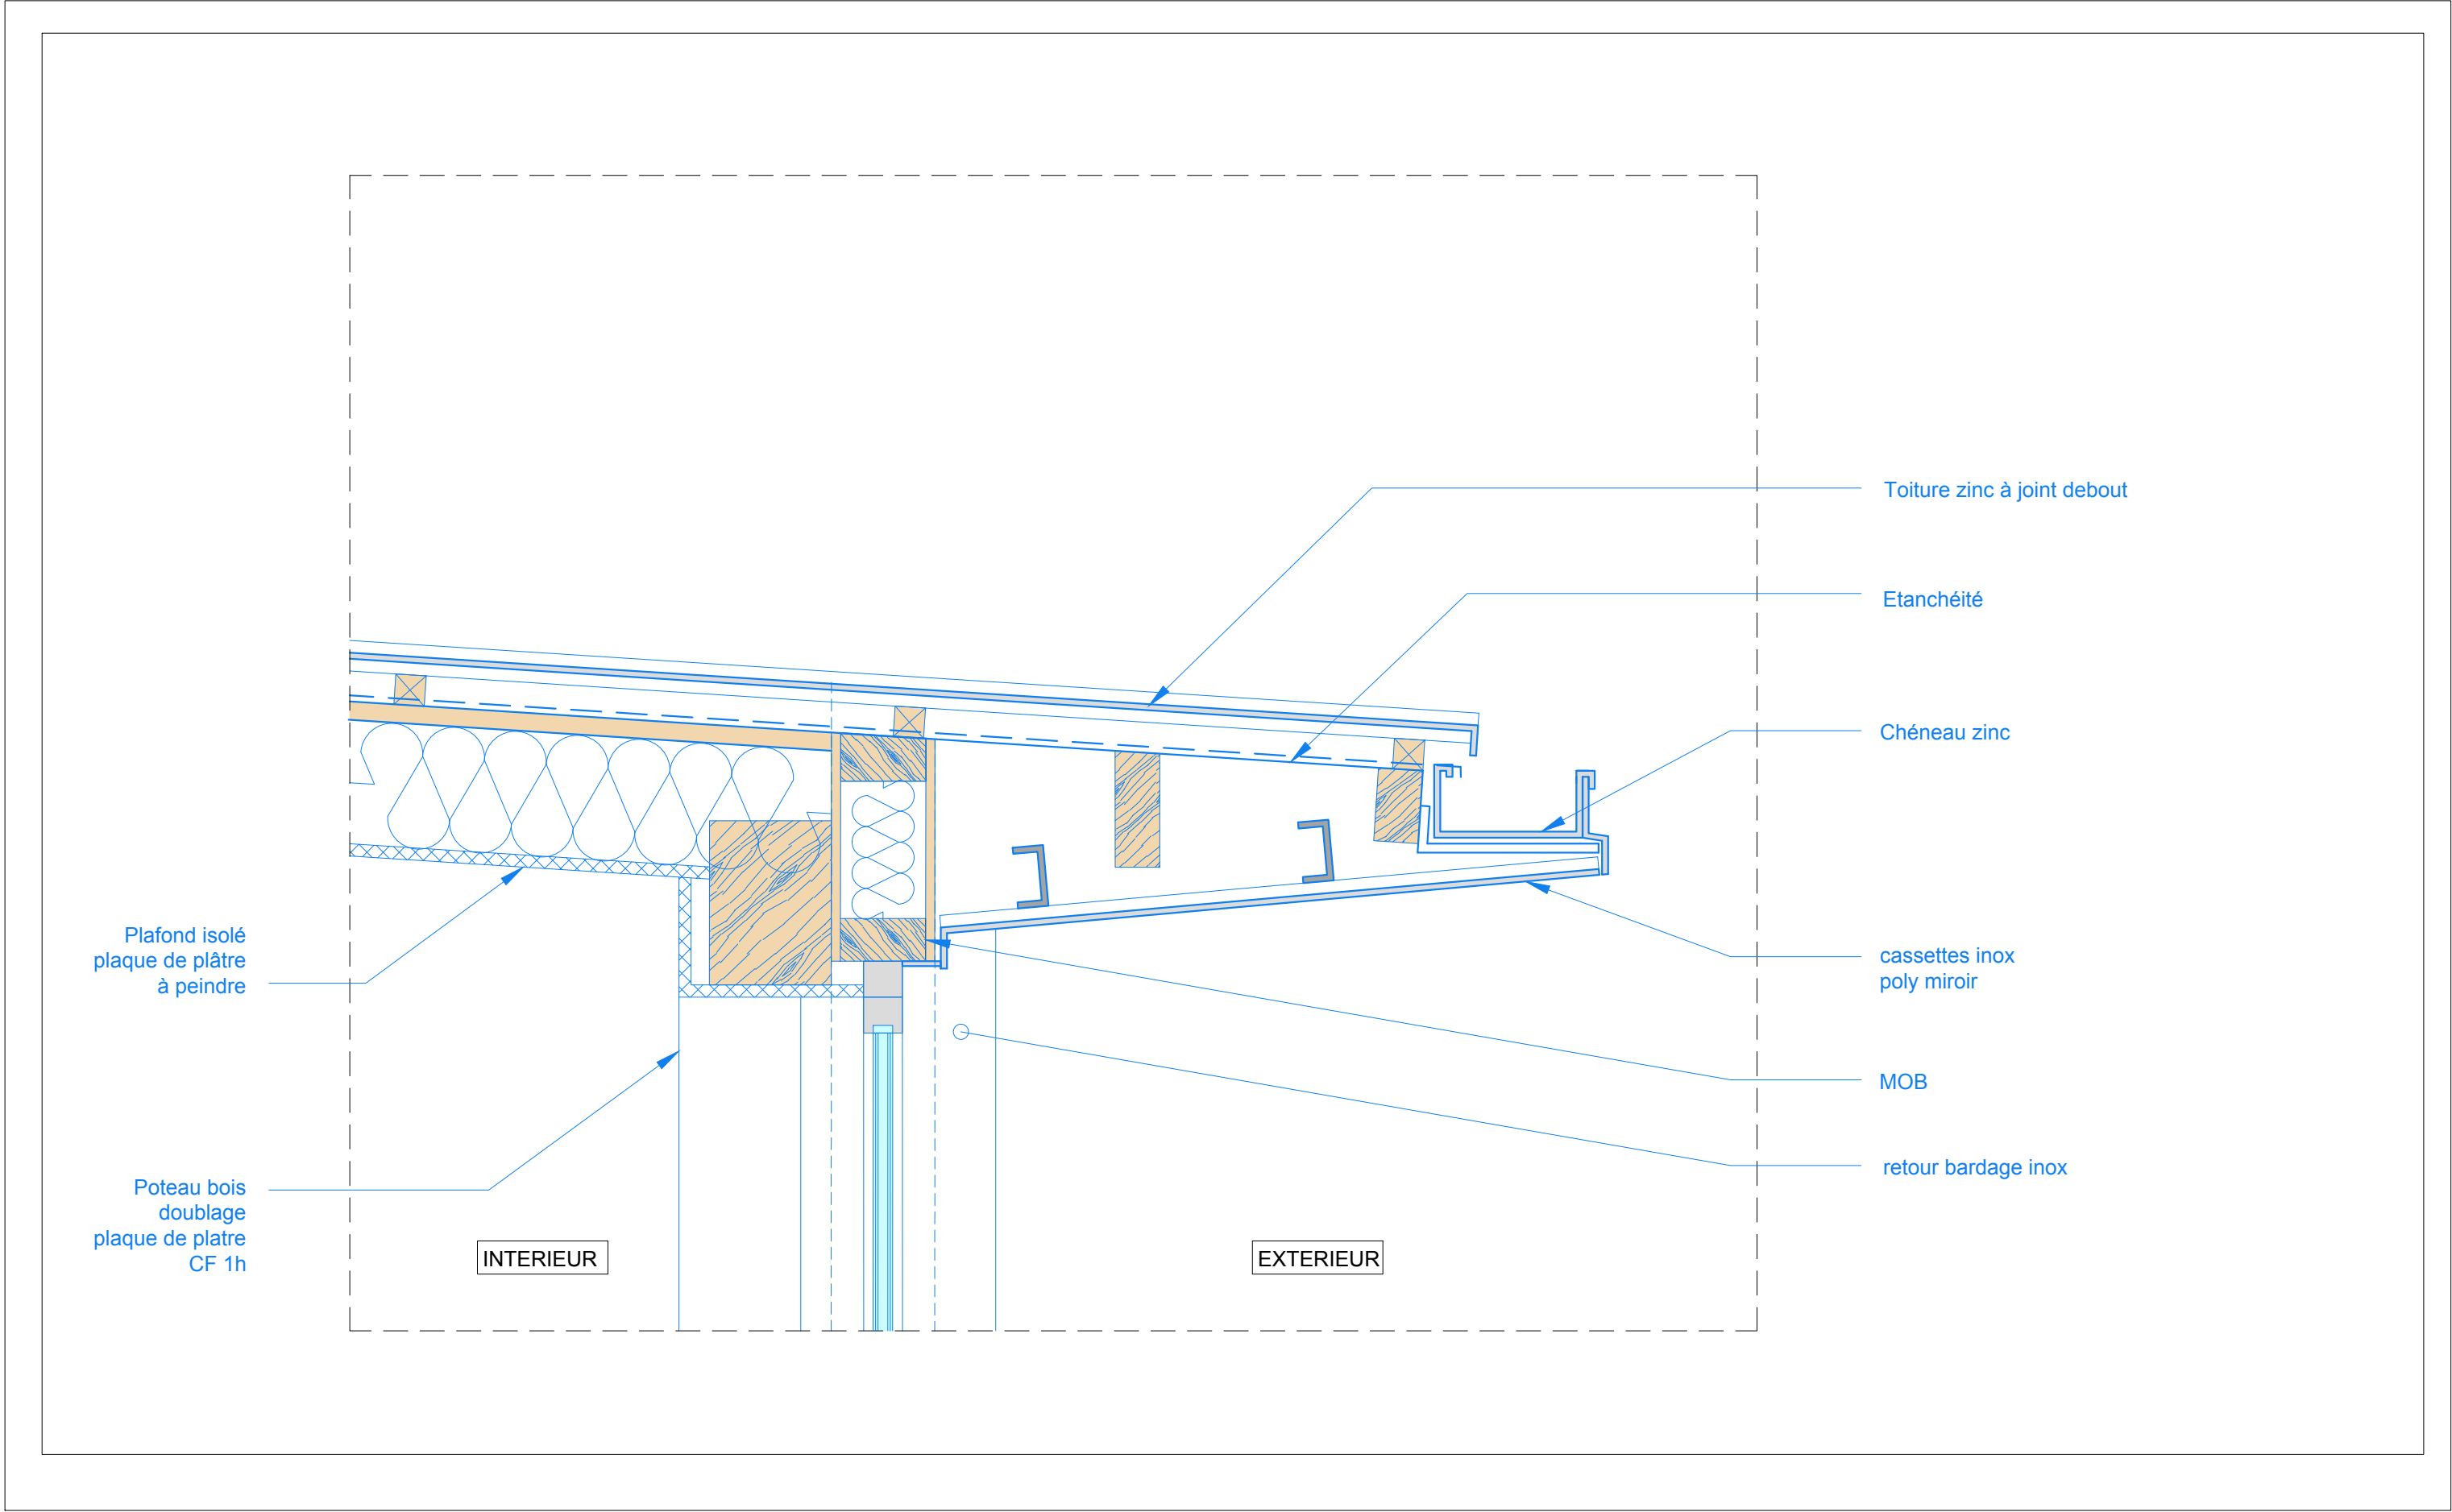 Toiture zinc à joint debout
Etanchéité
Chéneau zinc
Plafond isolé
plaque de plâtre
à peindre
cassettes inox
poly miroir
MOB
retour bardage inox
Poteau bois
doublage
plaque de platre
CF 1h
INTERIEUR
EXTERIEUR